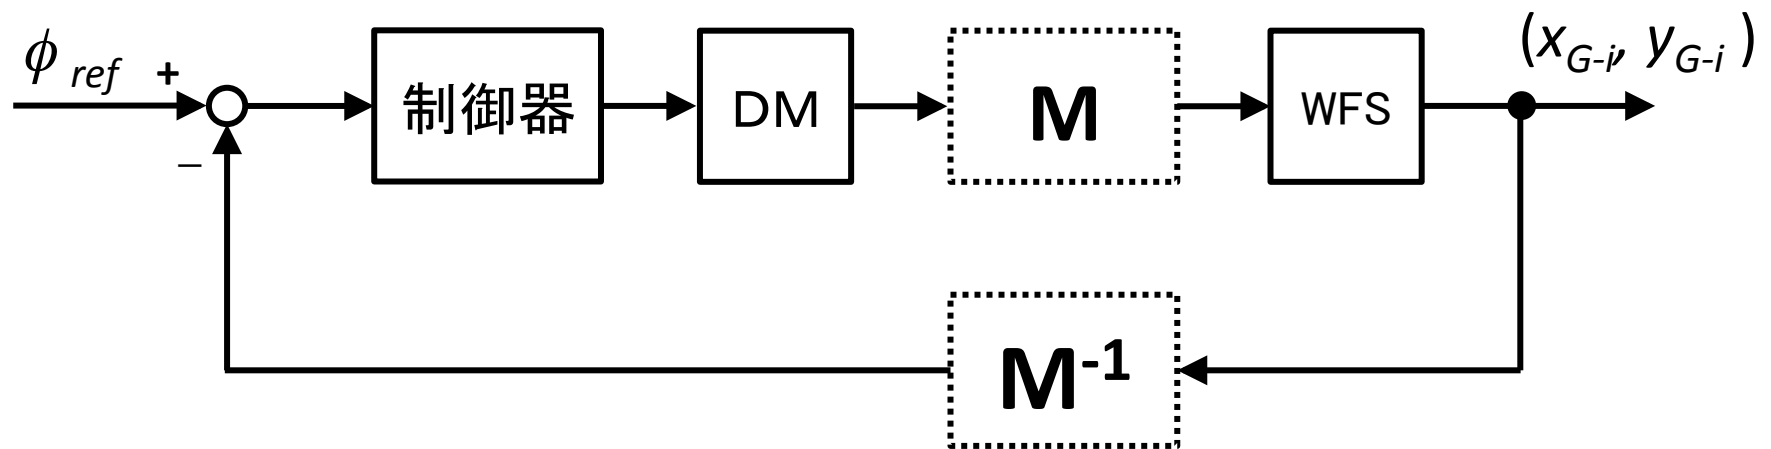 ϕ ref
+
−
制御器
DM
M
WFS
(xG-i, yG-i )
M-1